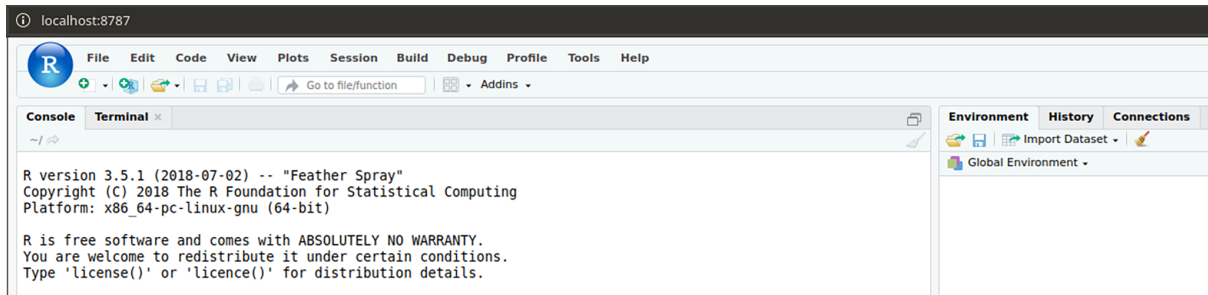 localhost:8787
R
File Edit Code View Plots Session Build Debug Profile Tools Help
R Go to file/function Addins
Console Terminal
~/
R version 3.5.1 (2018-07-02) -- "Feather Spray"
Copyright (C) 2018 The R Foundation for Statistical Computing
Platform: x86_64-pc-linux-gnu (64-bit)
R is free software and comes with ABSOLUTELY NO WARRANTY.
You are welcome to redistribute it under certain conditions.
Type 'license()' or 'licence()' for distribution details.
Environment History Connections
Import Dataset
Global Environment